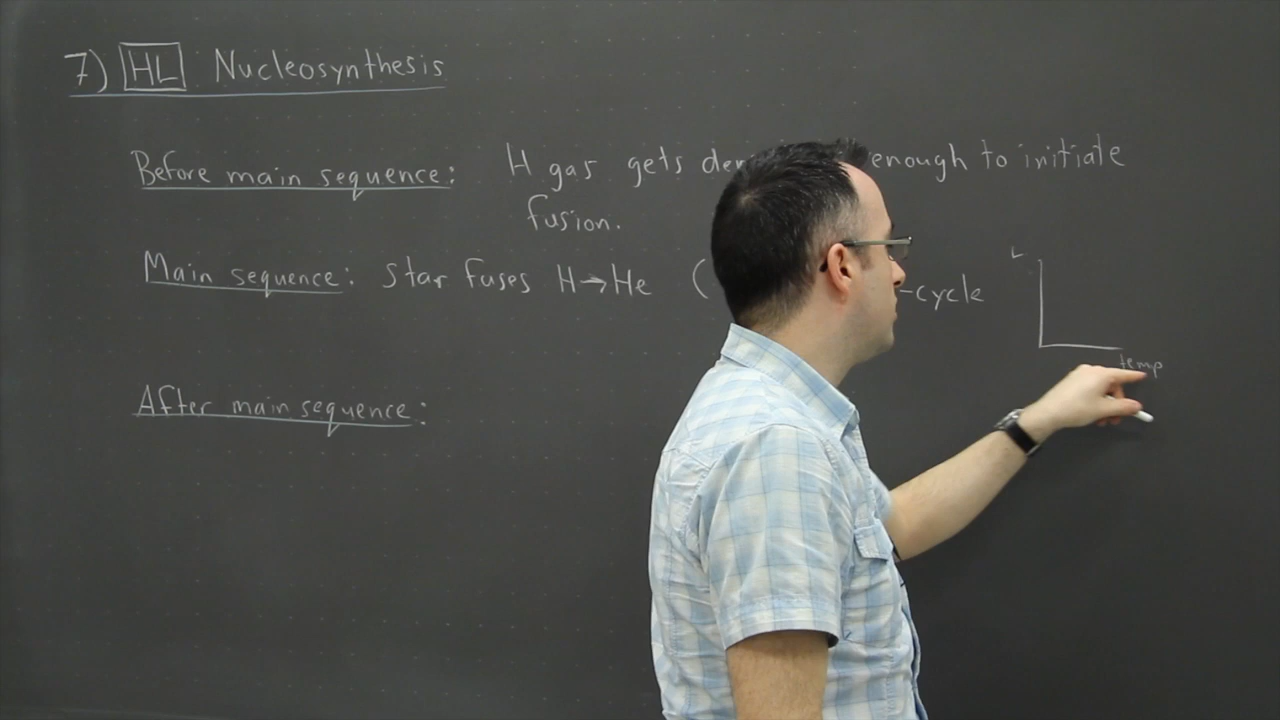 7) HL Nucleosynthesis
Before main sequence: H gas gets enough to initiate
fusion.
Main sequence: Star fuses H→He ( -cycle
L
temp
After main sequence: